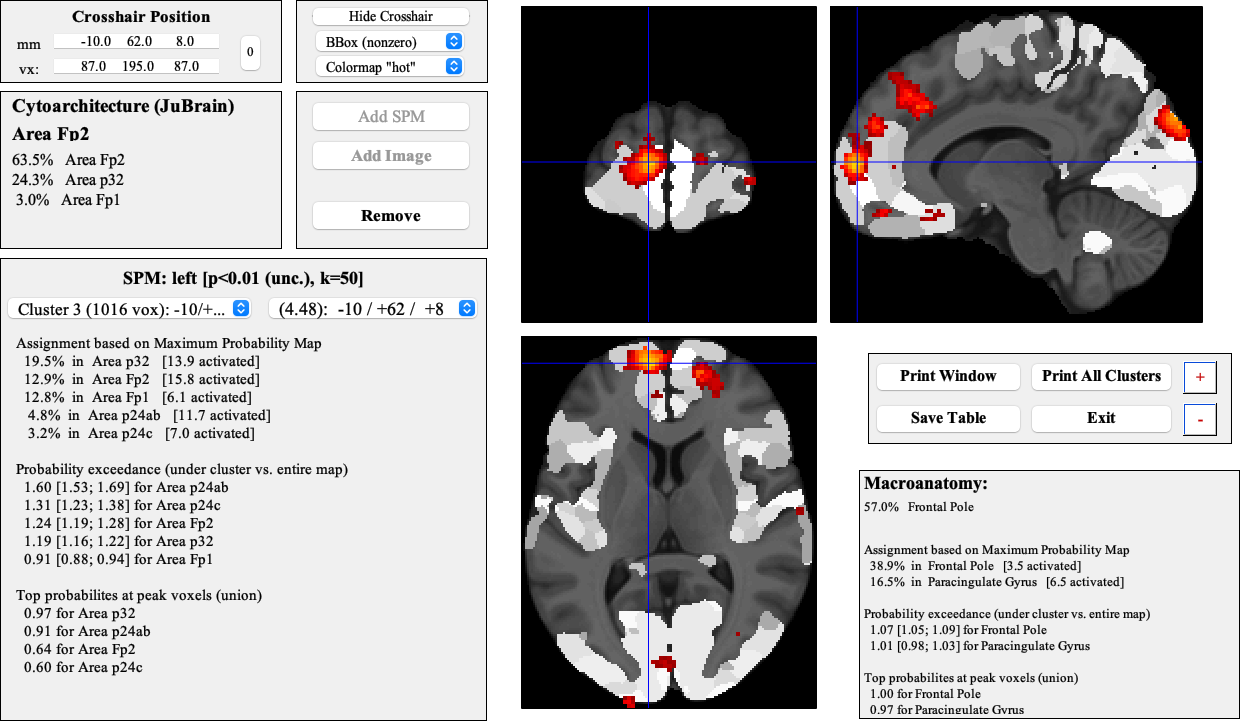 Crosshair Position
mm -10.0 62.0 8.0
vx: 87.0 195.0 87.0
0
Hide Crosshair
BBox (nonzero)
Colormap "hot"
Cytoarchitecture (JuBrain)
Area Fp2
63.5% Area Fp2
24.3% Area p32
3.0% Area Fp1
Add SPM
Add Image
Remove
SPM: left [p<0.01 (unc.), k=50]
Cluster 3 (1016 vox): -10/+...
(4.48): -10 / +62 / +8
Assignment based on Maximum Probability Map
19.5% in Area p32 [13.9 activated]
12.9% in Area Fp2 [15.8 activated]
12.8% in Area Fp1 [6.1 activated]
4.8% in Area p24ab [11.7 activated]
3.2% in Area p24c [7.0 activated]
Probability exceedance (under cluster vs. entire map)
1.60 [1.53; 1.69] for Area p24ab
1.31 [1.23; 1.38] for Area p24c
1.24 [1.19; 1.28] for Area Fp2
1.19 [1.16; 1.22] for Area p32
0.91 [0.88; 0.94] for Area Fp1
Top probabilites at peak voxels (union)
0.97 for Area p32
0.91 for Area p24ab
0.64 for Area Fp2
0.60 for Area p24c
Print Window
Print All Clusters
+
Save Table
Exit
-
Macroanatomy:
57.0% Frontal Pole
Assignment based on Maximum Probability Map
38.9% in Frontal Pole [3.5 activated]
16.5% in Paracingulate Gyrus [6.5 activated]
Probability exceedance (under cluster vs. entire map)
1.07 [1.05; 1.09] for Frontal Pole
1.01 [0.98; 1.03] for Paracingulate Gyrus
Top probabilites at peak voxels (union)
1.00 for Frontal Pole
0.97 for Paracingulate Gyrus